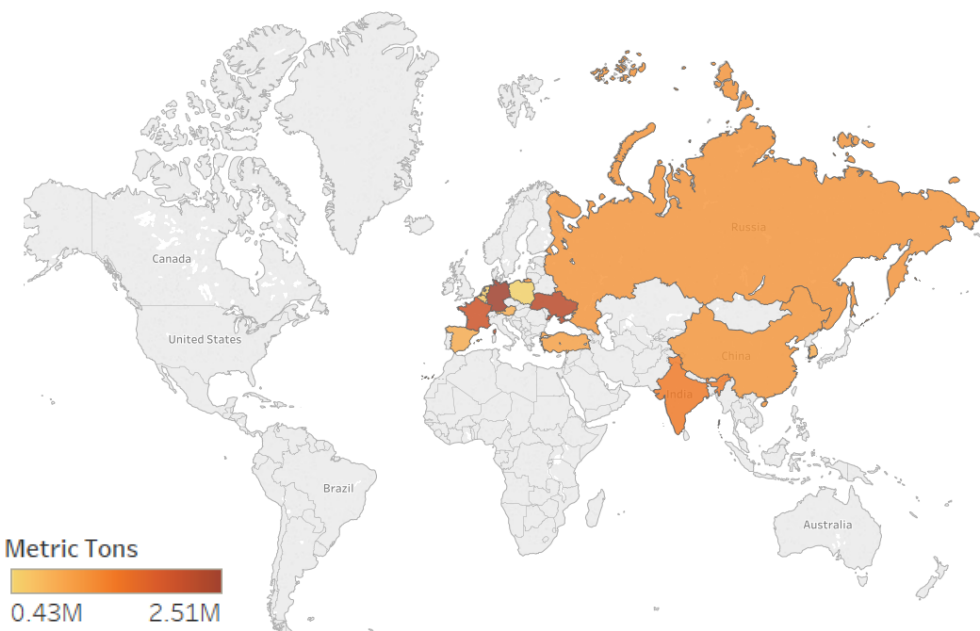 Russia
Canada
United States
China
India
Brazil
Australia
Metric Tons
0.43M 2.51M